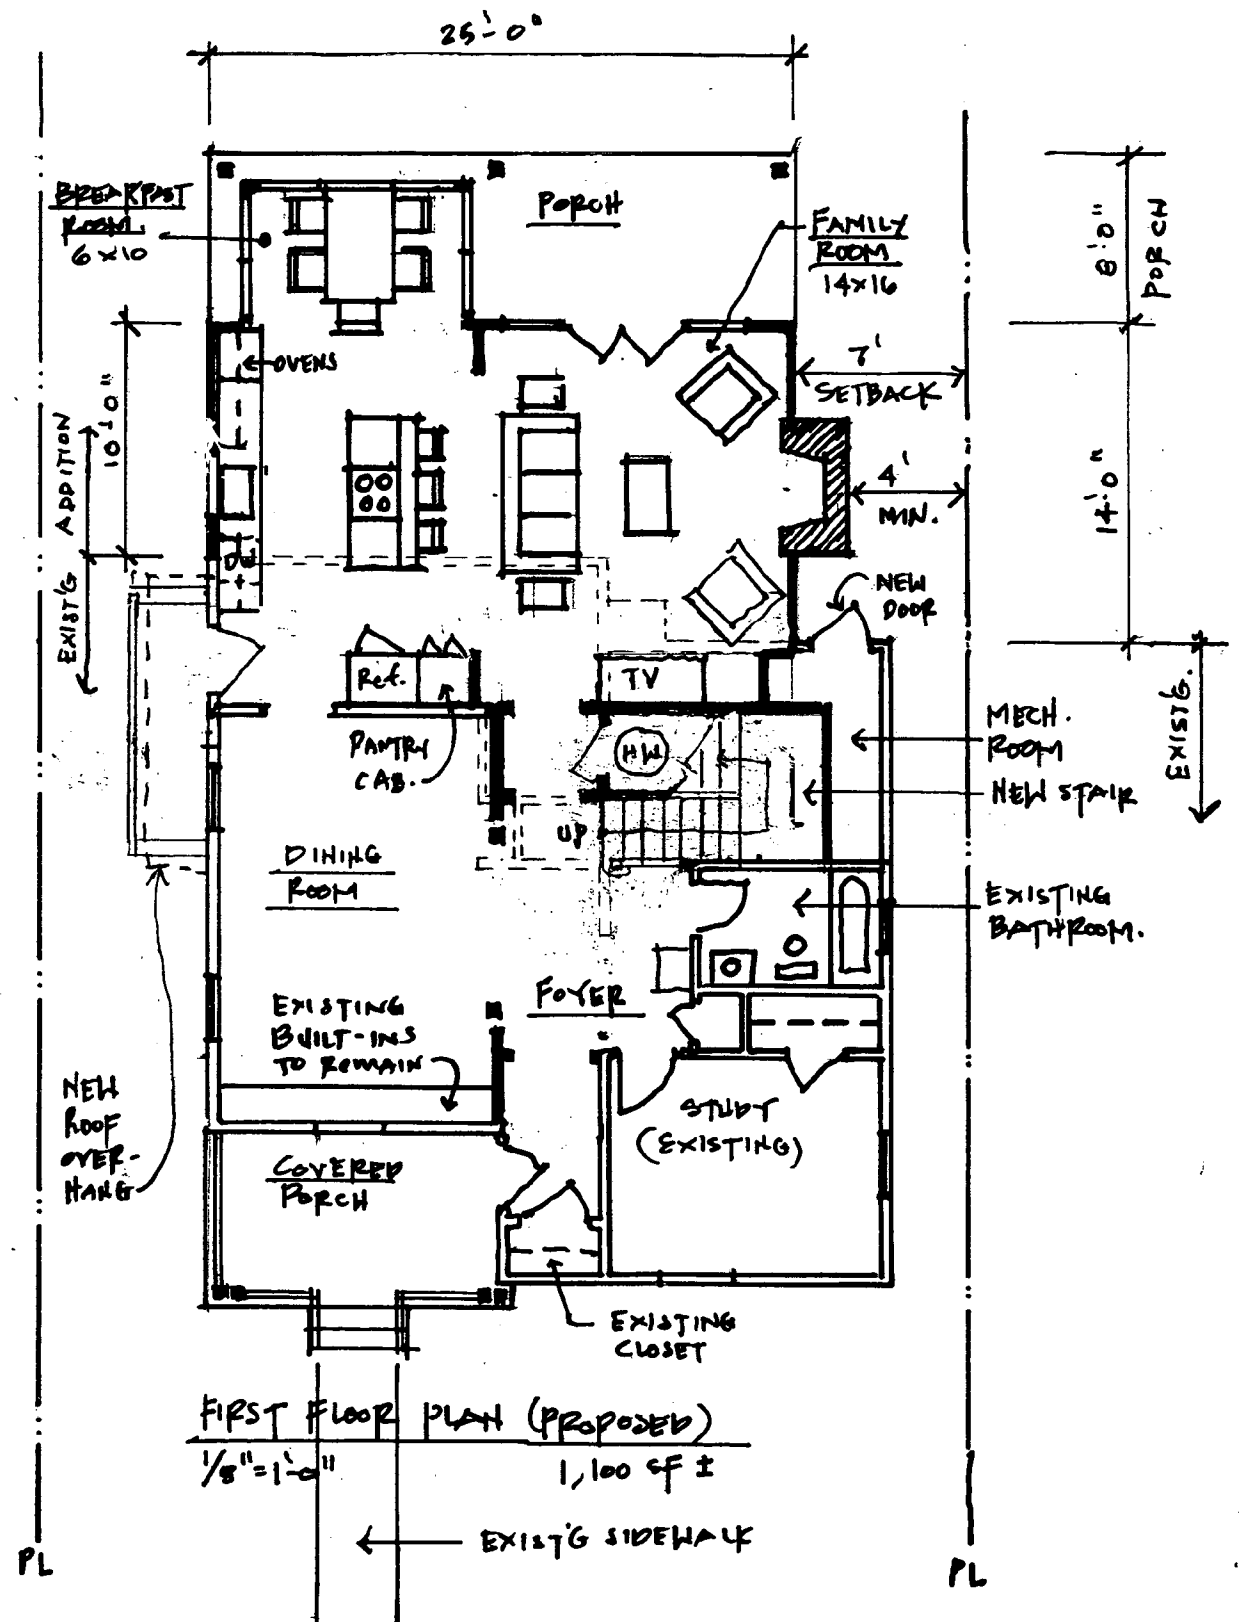 25'-0"
BREAKFAST
ROOM.
6x10
PORCH
FAMILY
ROOM
14x16
8'-0"
PORCH
OVENS
7'
SETBACK
10'-0"
ADDITION
EXIST'G
4'
MIN.
14'-0"
DW
NEW
DOOR
Ref.
TV
EXIST'G.
PANTRY
CAB.
HW
MECH.
ROOM
NEW STAIR
UP
DINING
ROOM
EXISTING
BATHROOM.
FOYER
EXISTING
BUILT-INS
TO REMAIN
NEW
ROOF
OVER-
HANG
STUDY
(EXISTING)
COVERED
PORCH
EXISTING
CLOSET
FIRST FLOOR PLAN (PROPOSED)
1/8"=1'-0"
1,100 SF ±
EXIST'G SIDEWALK
PL
PL